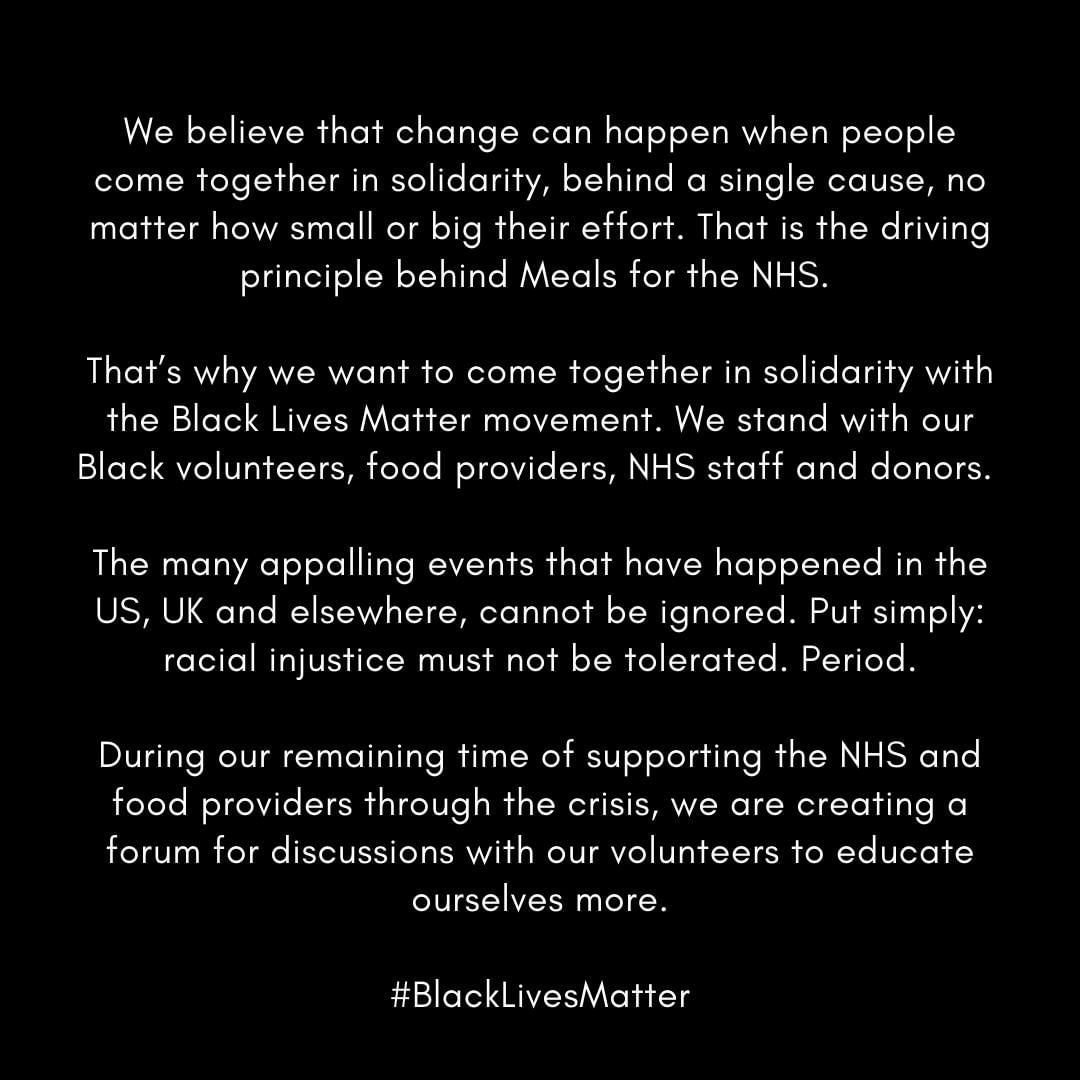 We believe that change can happen when people
come together in solidarity, behind a single cause, no
matter how small or big their effort. That is the driving
principle behind Meals for the NHS.
That’s why we want to come together in solidarity with
the Black Lives Matter movement. We stand with our
Black volunteers, food providers, NHS staff and donors.
The many appalling events that have happened in the
US, UK and elsewhere, cannot be ignored. Put simply:
racial injustice must not be tolerated. Period.
During our remaining time of supporting the NHS and
food providers through the crisis, we are creating a
forum for discussions with our volunteers to educate
ourselves more.
#BlackLivesMatter